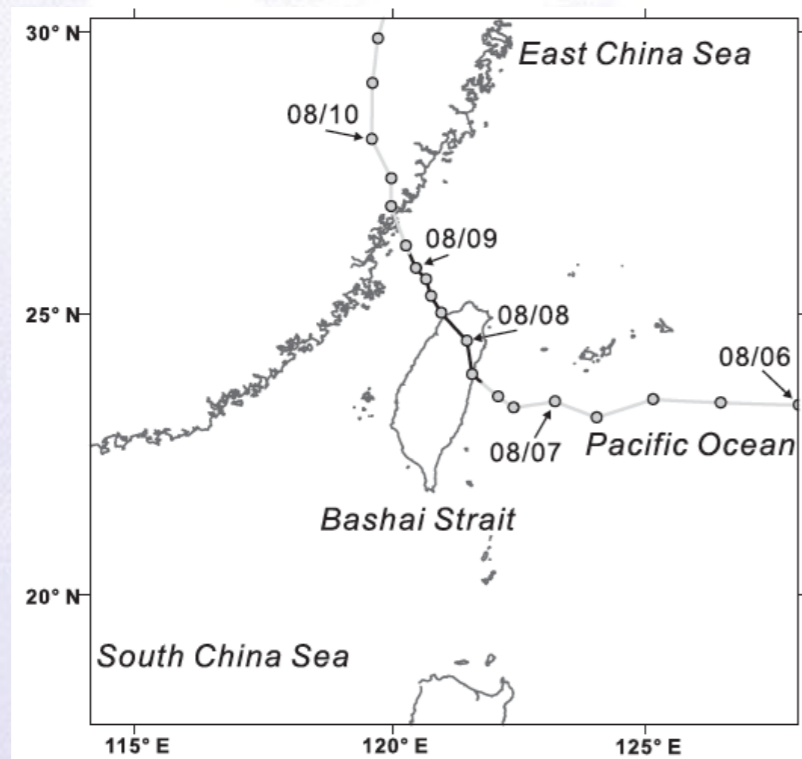 30° N
East China Sea
08/10
08/09
25° N
08/08
08/06
08/07
Pacific Ocean
Bashai Strait
20° N
South China Sea
115° E
120° E
125° E